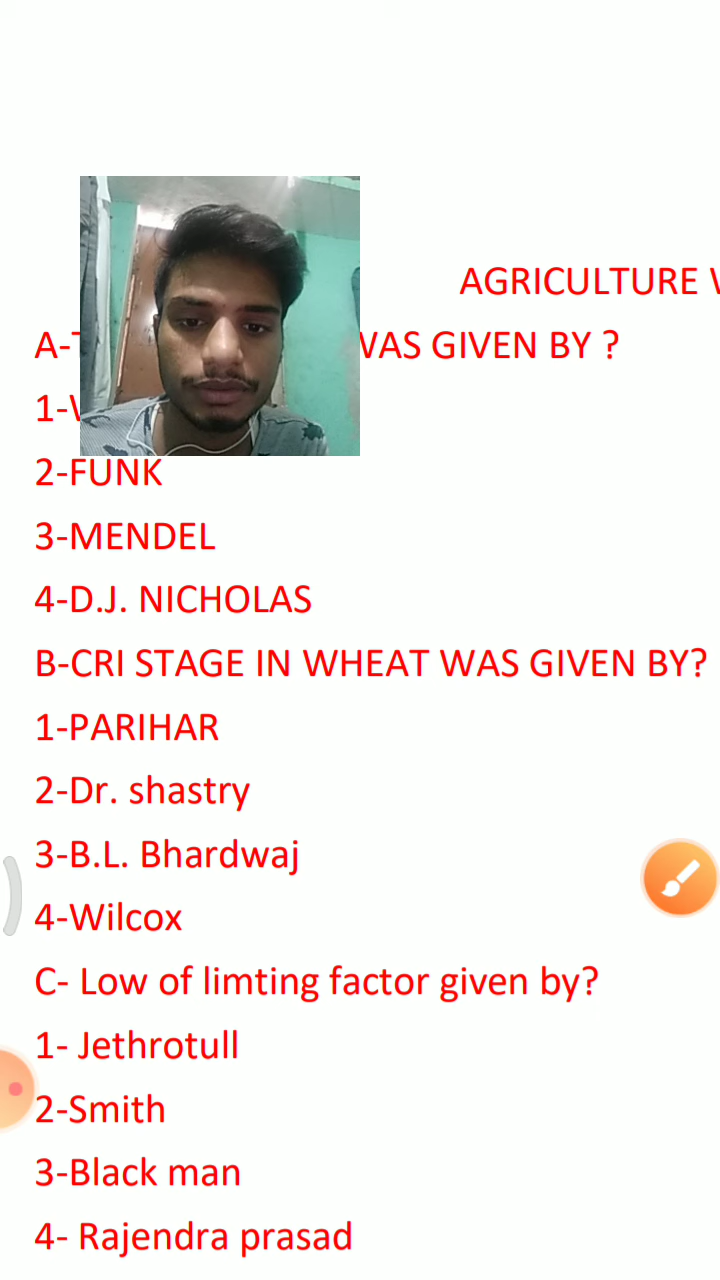 AGRICULTURE
A- WAS GIVEN BY ?
1-
2-FUNK
3-MENDEL
4-D.J. NICHOLAS
B-CRI STAGE IN WHEAT WAS GIVEN BY?
1-PARIHAR
2-Dr. shastry
3-B.L. Bhardwaj
4-Wilcox
C- Low of limting factor given by?
1- Jethrotull
2-Smith
3-Black man
4- Rajendra prasad